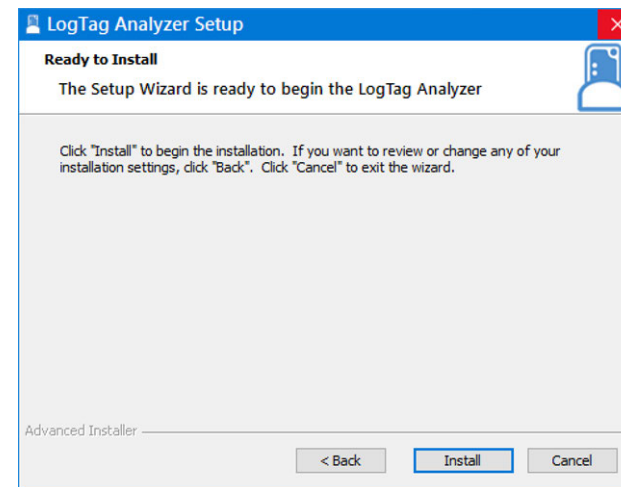 LogTag Analyzer Setup
Ready to Install
The Setup Wizard is ready to begin the LogTag Analyzer
Click "Install" to begin the installation. If you want to review or change any of your
installation settings, click "Back". Click "Cancel" to exit the wizard.
Advanced Installer
< Back Install Cancel